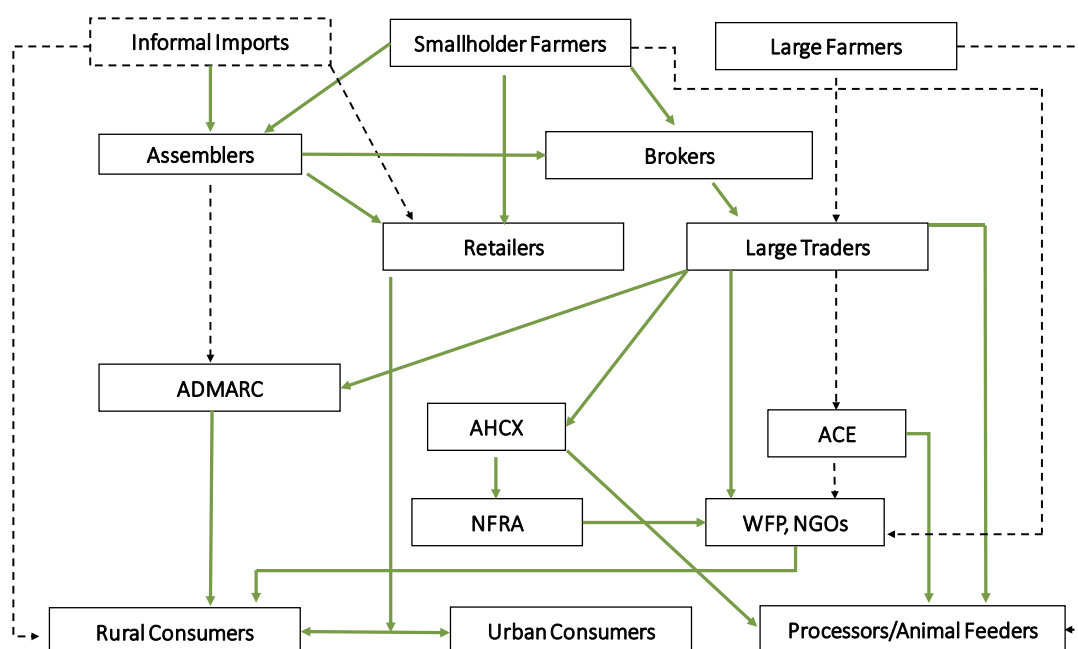 Informal Imports
Smallholder Farmers
Large Farmers
Assemblers
Brokers
Retailers
Large Traders
ADMARC
AHCX
ACE
NFRA
WFP, NGOs
Rural Consumers
Urban Consumers
Processors/Animal Feeders